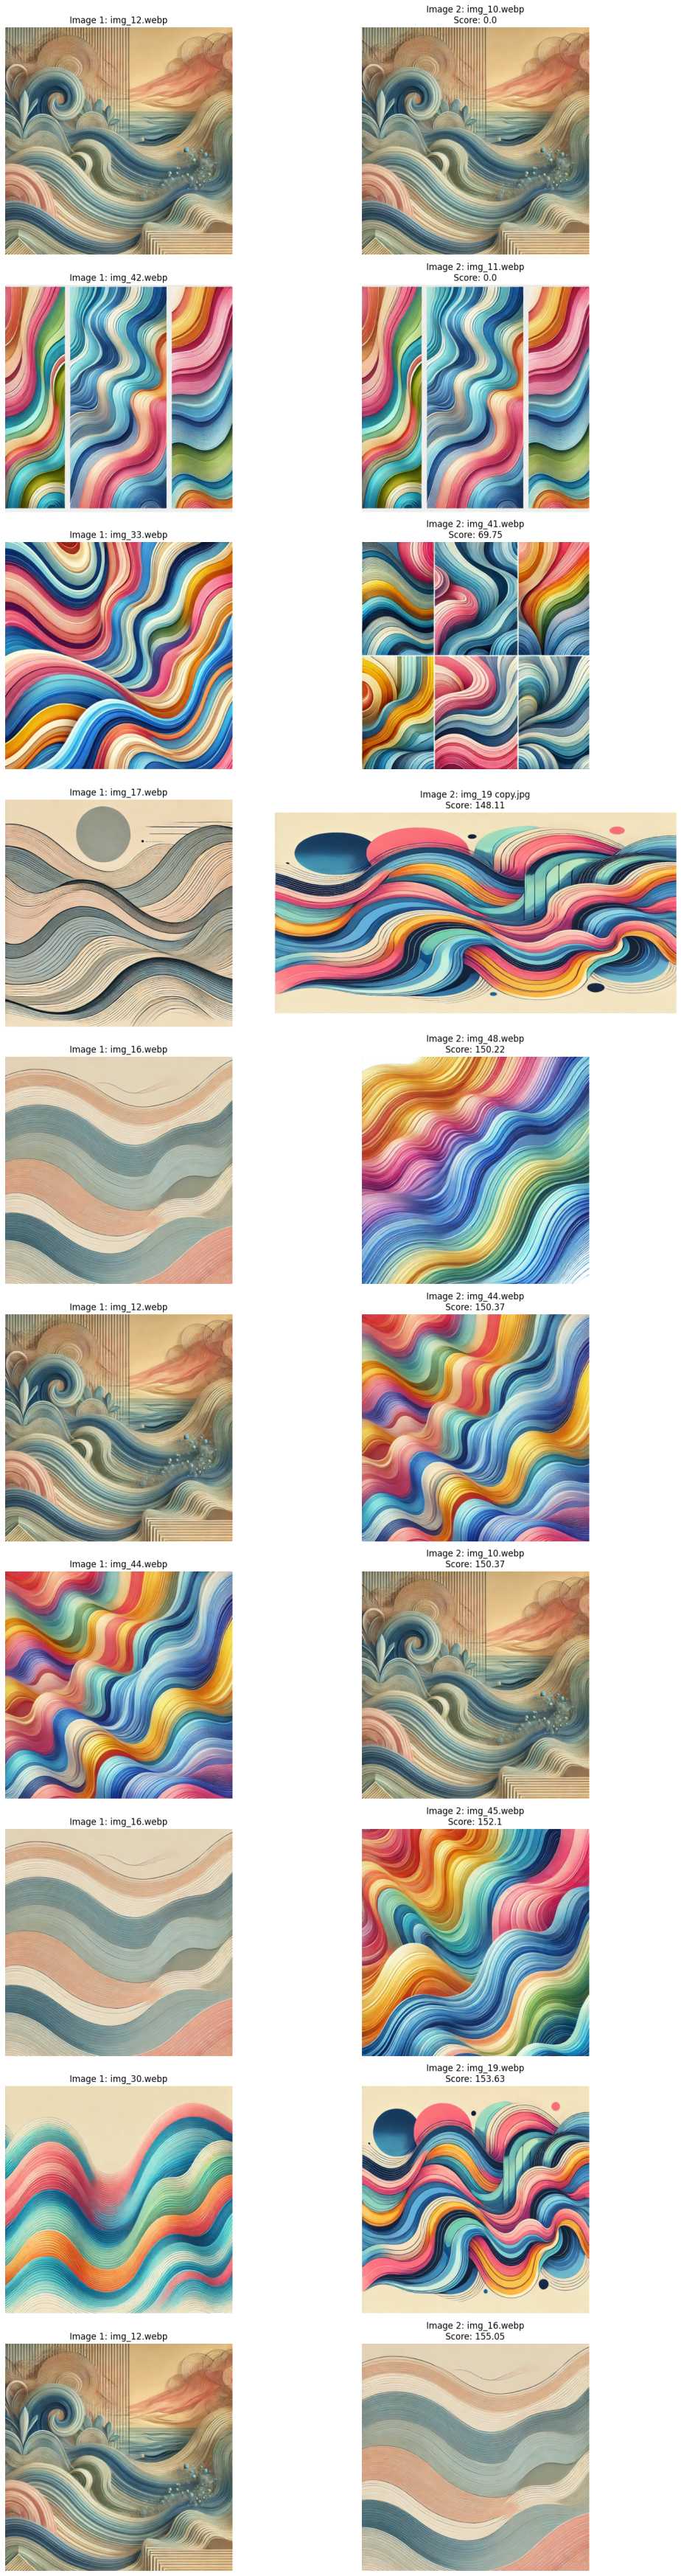 Image 1: img_12.webp
Image 2: img_10.webp
Score: 0.0
Image 1: img_42.webp
Image 2: img_11.webp
Score: 0.0
Image 1: img_33.webp
Image 2: img_41.webp
Score: 69.75
Image 1: img_17.webp
Image 2: img_19 copy.jpg
Score: 148.11
Image 1: img_16.webp
Image 2: img_48.webp
Score: 150.22
Image 1: img_12.webp
Image 2: img_44.webp
Score: 150.37
Image 1: img_44.webp
Image 2: img_10.webp
Score: 150.37
Image 1: img_16.webp
Image 2: img_45.webp
Score: 152.1
Image 1: img_30.webp
Image 2: img_19.webp
Score: 153.63
Image 1: img_12.webp
Image 2: img_16.webp
Score: 155.05